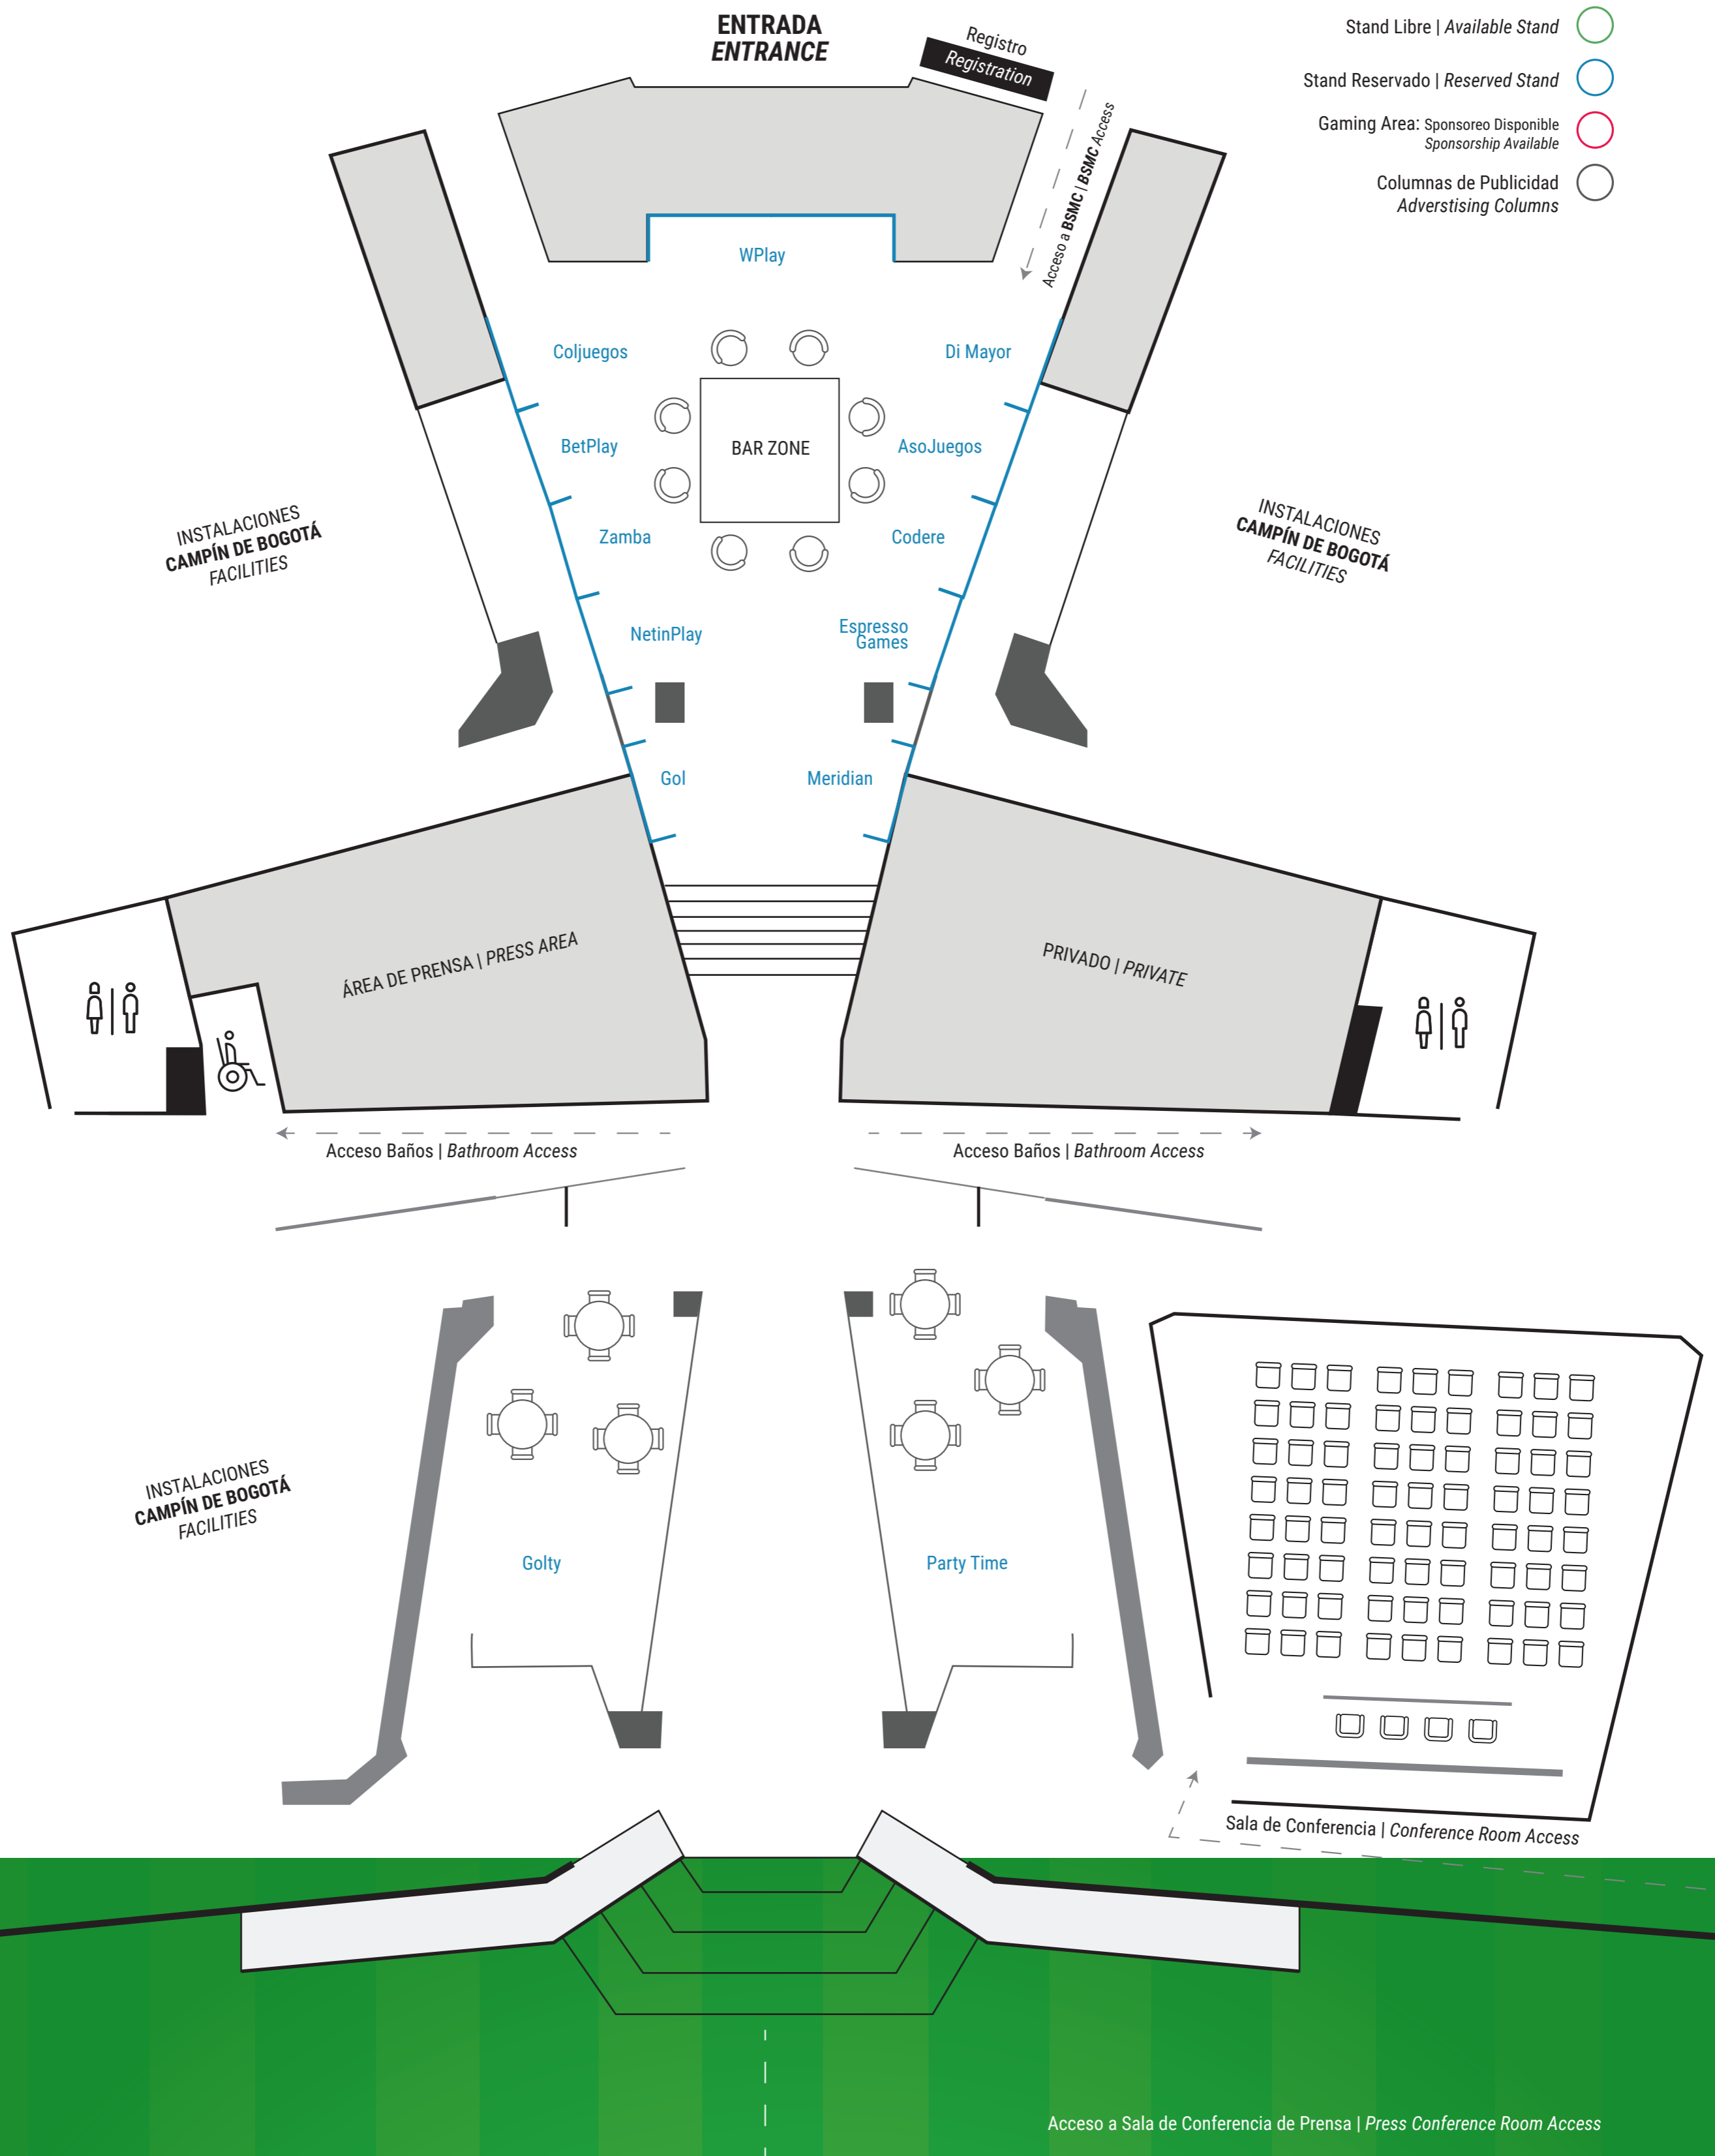 ENTRADA
ENTRANCE
Registro
Registration
Acceso a BSMC | BSMC Access
Stand Libre | Available Stand
Stand Reservado | Reserved Stand
Gaming Area: Sponsoreo Disponible
Sponsorship Available
Columnas de Publicidad
Adverstising Columns
WPlay
Coljuegos
Di Mayor
BetPlay
BAR ZONE
AsoJuegos
Zamba
Codere
INSTALACIONES
CAMPÍN DE BOGOTÁ
FACILITIES
INSTALACIONES
CAMPÍN DE BOGOTÁ
FACILITIES
NetinPlay
Espresso
Games
Gol
Meridian
ÁREA DE PRENSA | PRESS AREA
PRIVADO | PRIVATE
Acceso Baños | Bathroom Access
Acceso Baños | Bathroom Access
INSTALACIONES
CAMPÍN DE BOGOTÁ
FACILITIES
Golty
Party Time
Sala de Conferencia | Conference Room Access
Acceso a Sala de Conferencia de Prensa | Press Conference Room Access